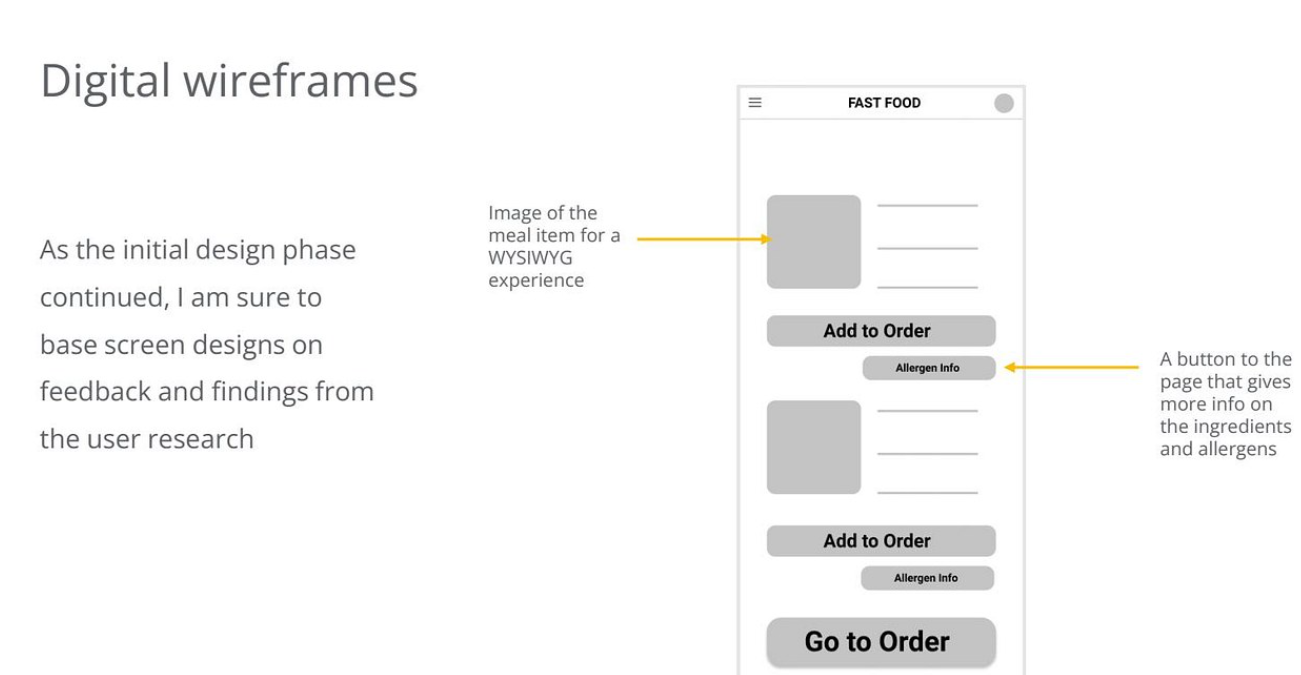 Digital wireframes
As the initial design phase
continued, I am sure to
base screen designs on
feedback and findings from
the user research
Image of the
meal item for a
WYSIWYG
experience
FAST FOOD
Add to Order
Allergen Info
Add to Order
Allergen Info
Go to Order
A button to the
page that gives
more info on
the ingredients
and allergens